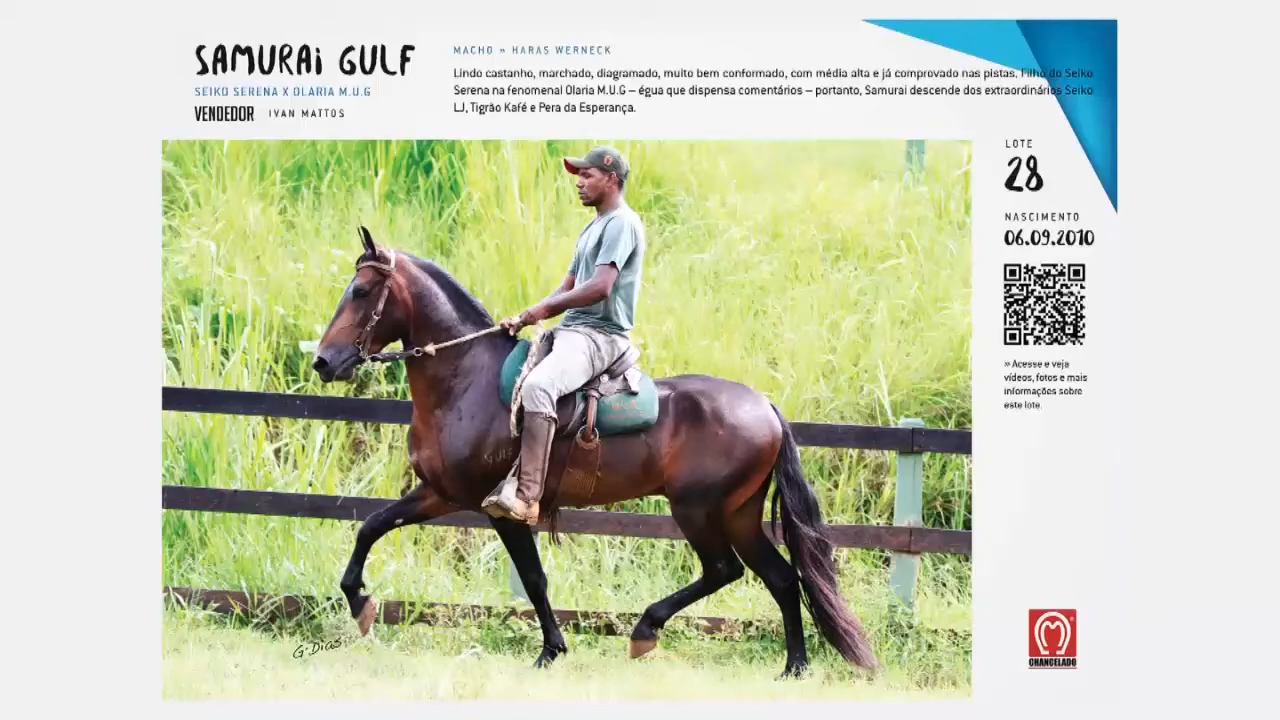 SAMURAi GULF
SEIKO SERENA X OLARIA M.U.G
VENDEDOR IVAN MATTOS
MACHO » HARAS WERNECK
Lindo castanho, marchado, diagramado, muito bem conformado, com média alta e já comprovado nas pistas. Filho do Seiko
Serena na fenomenal Olaria M.U.G – égua que dispensa comentários – portanto, Samurai descende dos extraordinários Seiko
LJ, Tigrão Kafé e Pera da Esperança.
LOTE
28
NASCIMENTO
06.09.2010
» Acesse e veja
vídeos, fotos e mais
informações sobre
este lote.
GULF
G. Dias
CHANCELADO